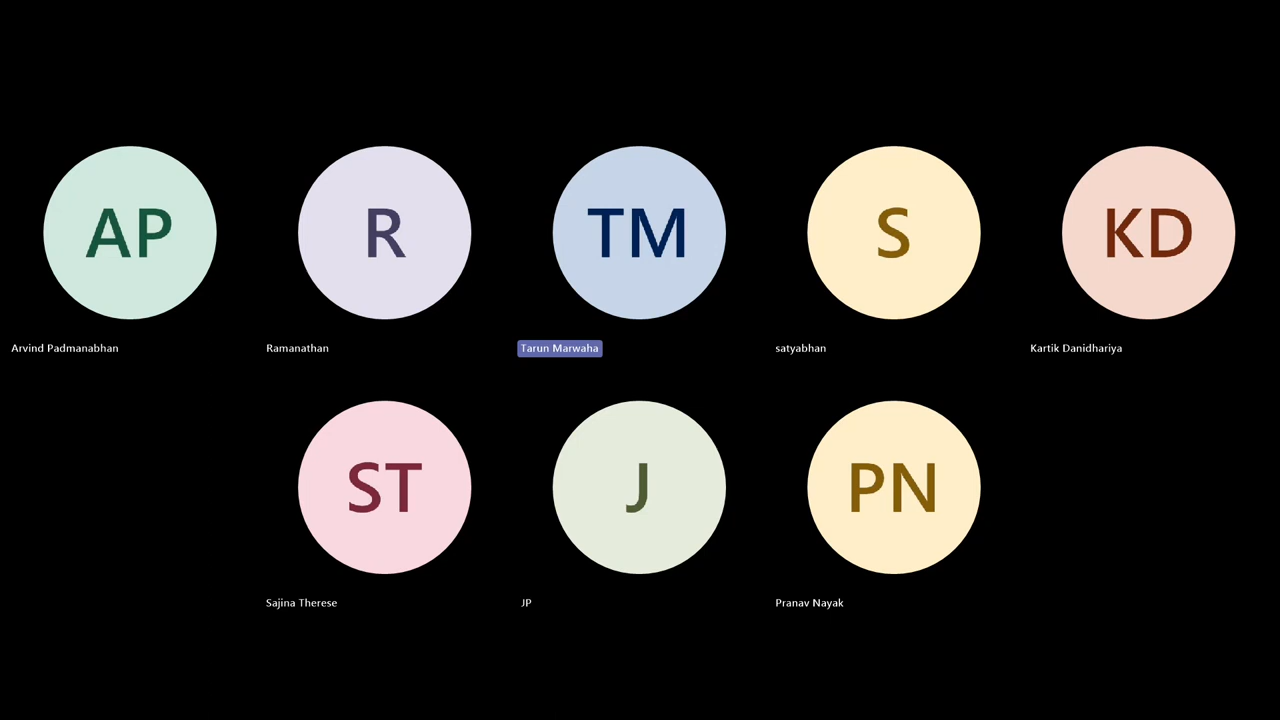 AP
R
TM
S
KD
Arvind Padmanabhan
Ramanathan
Tarun Marwaha
satyabhan
Kartik Danidhariya
ST
J
PN
Sajina Therese
JP
Pranav Nayak